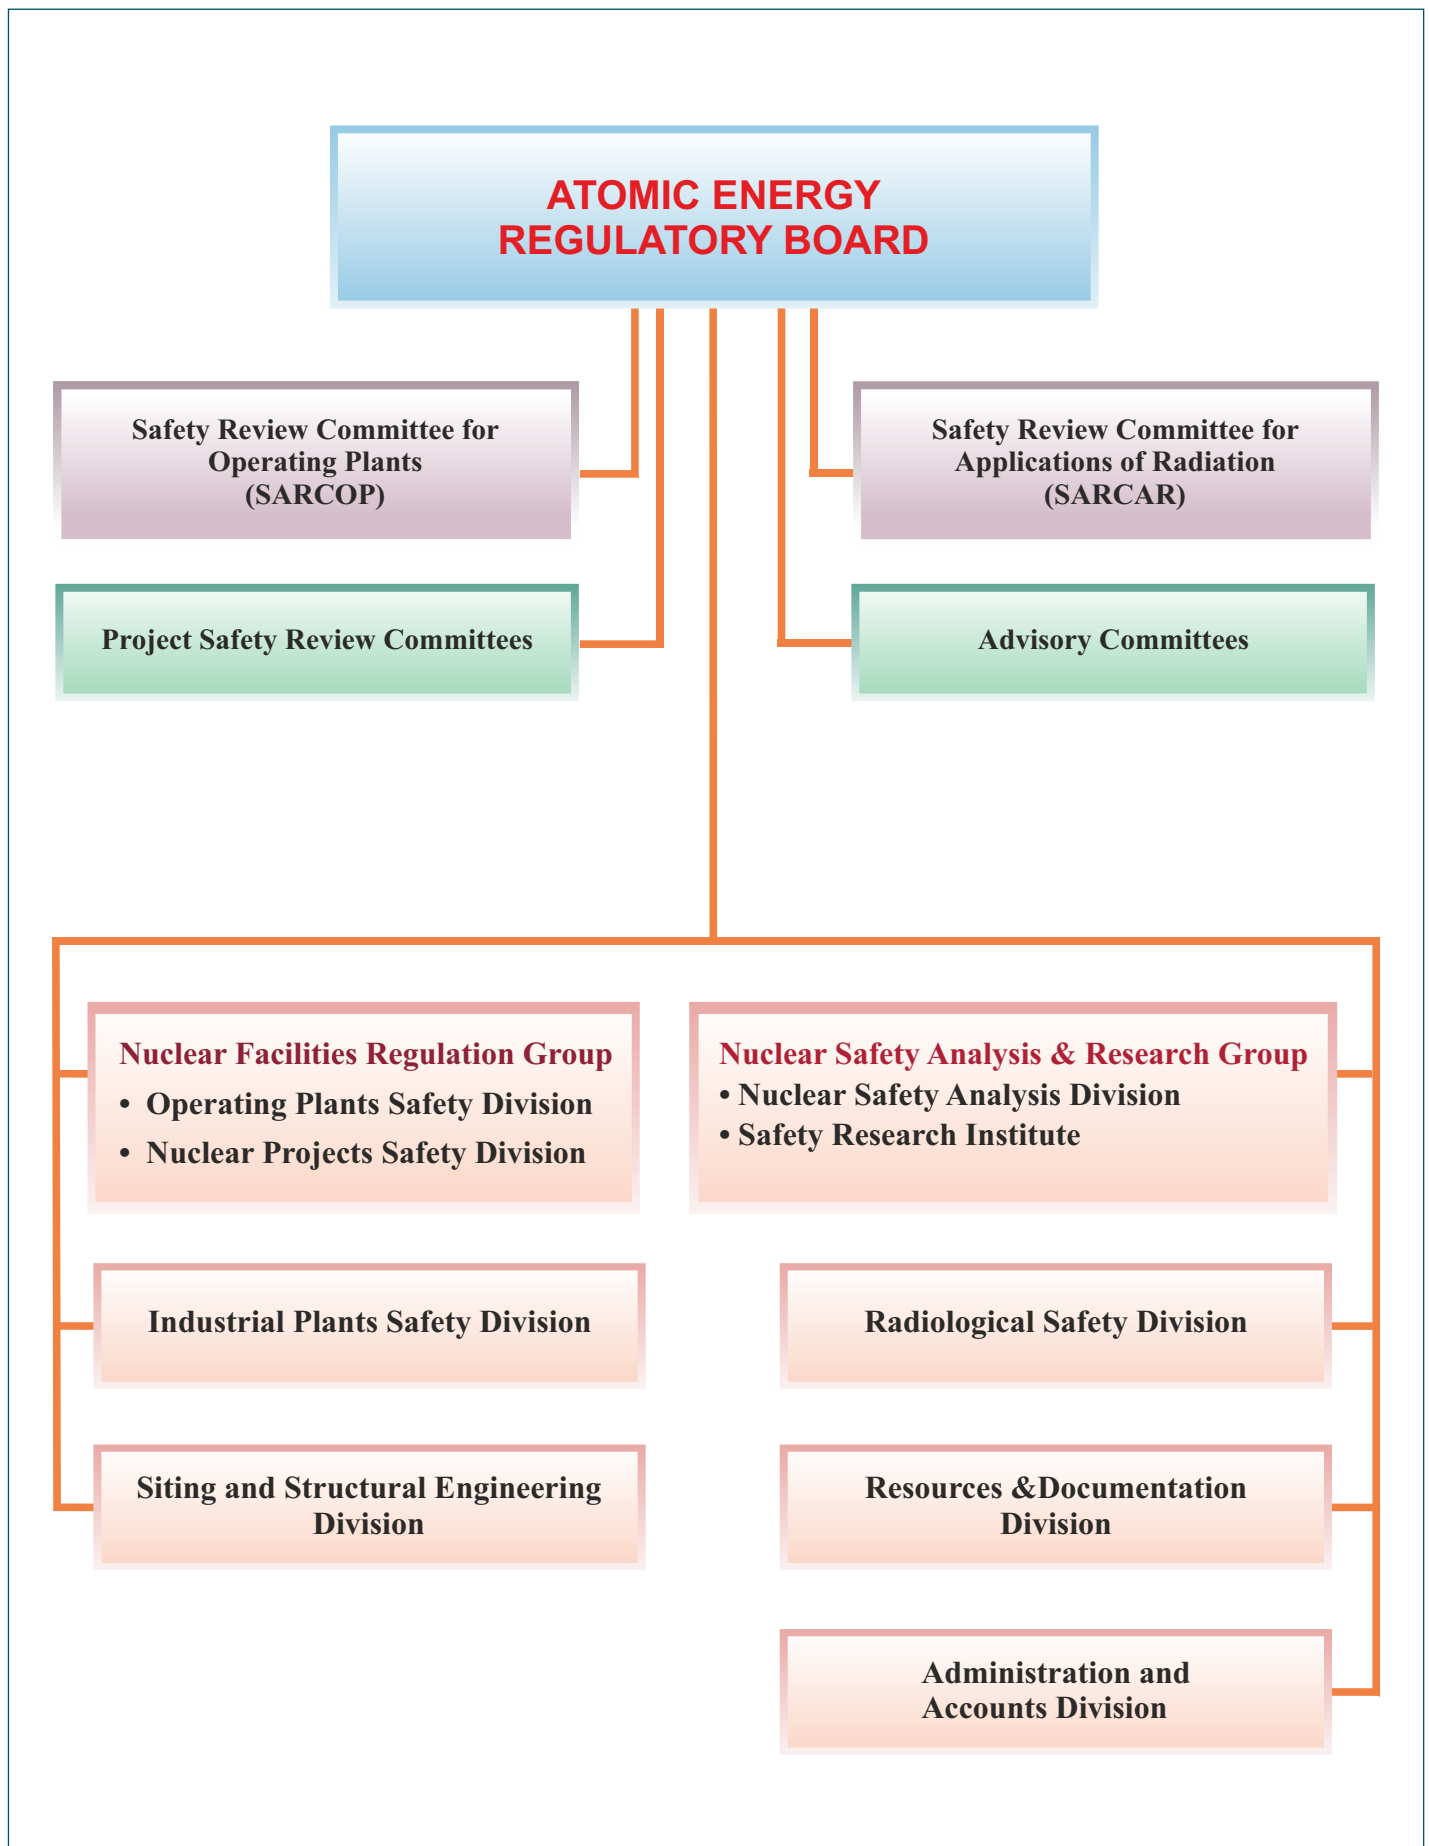 ATOMIC ENERGY
REGULATORY BOARD
Safety Review Committee for
Operating Plants
(SARCOP)
Safety Review Committee for
Applications of Radiation
(SARCAR)
Project Safety Review Committees
Advisory Committees
Nuclear Facilities Regulation Group
• Operating Plants Safety Division
• Nuclear Projects Safety Division
Nuclear Safety Analysis & Research Group
• Nuclear Safety Analysis Division
• Safety Research Institute
Industrial Plants Safety Division
Radiological Safety Division
Siting and Structural Engineering
Division
Resources &Documentation
Division
Administration and
Accounts Division